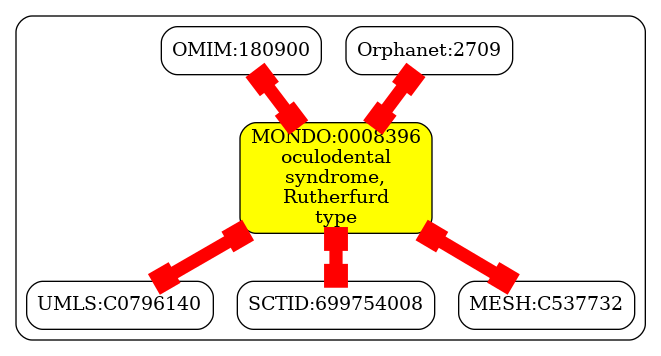 OMIM:180900
Orphanet:2709
MONDO:0008396
oculodental
syndrome,
Rutherfurd
type
UMLS:C0796140
SCTID:699754008
MESH:C537732